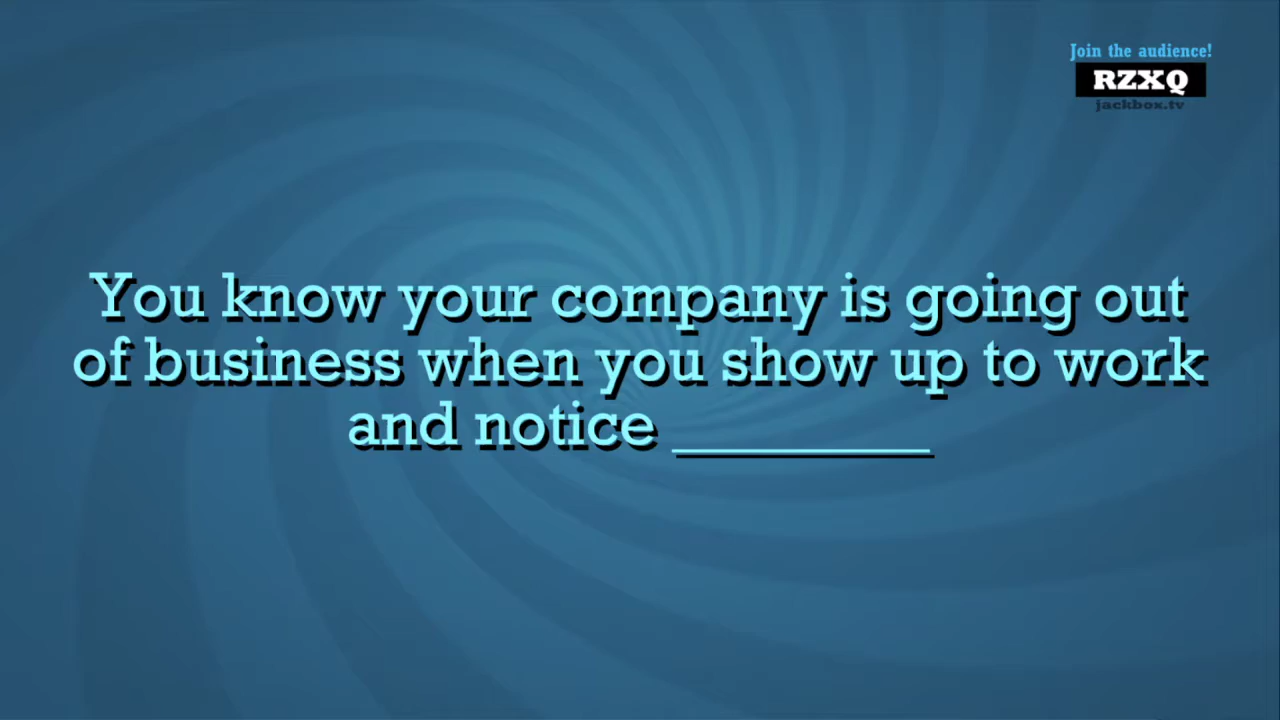 Join the audience!
RZXQ
jackbox.tv
You know your company is going out
of business when you show up to work
and notice ________